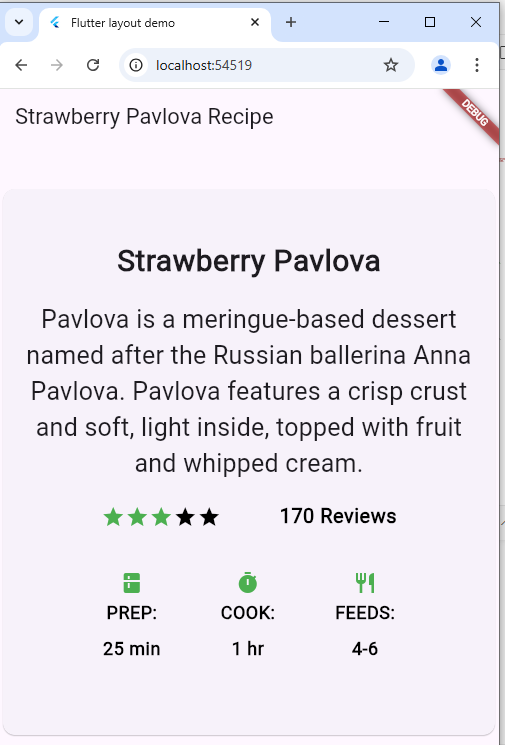 Flutter layout demo
localhost:54519
Strawberry Pavlova Recipe
DEBUG
Strawberry Pavlova
Pavlova is a meringue-based dessert
named after the Russian ballerina Anna
Pavlova. Pavlova features a crisp crust
and soft, light inside, topped with fruit
and whipped cream.
170 Reviews
PREP: COOK: FEEDS:
25 min 1 hr 4-6